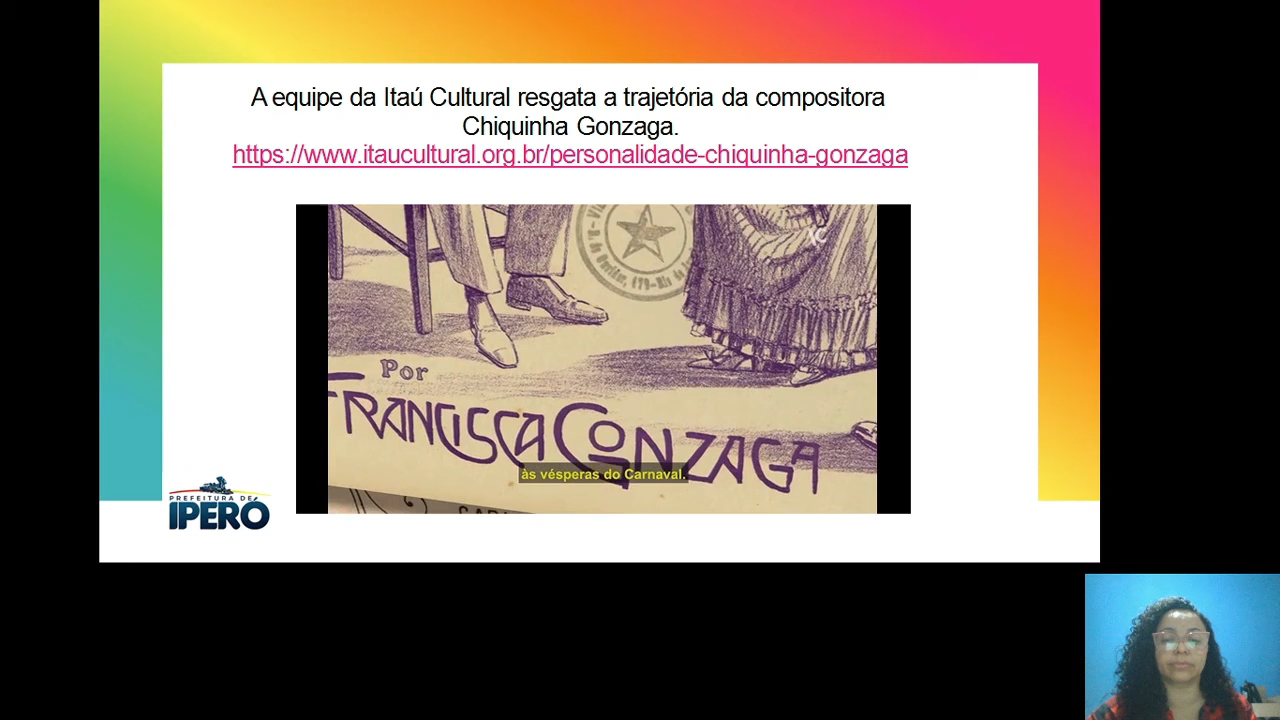 A equipe da Itaú Cultural resgata a trajetória da compositora
Chiquinha Gonzaga.
https://www.itaucultural.org.br/personalidade-chiquinha-gonzaga
Por
FRANCISCA GONZAGA
às vésperas do Carnaval.
PREFEITURA DE
IPERÓ